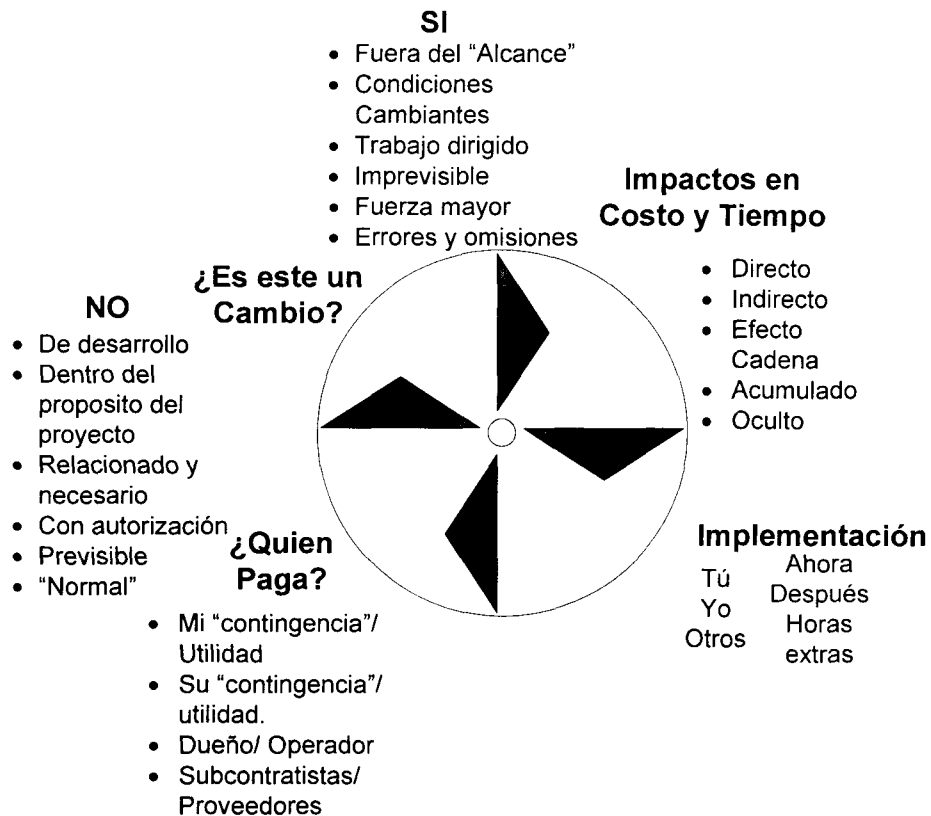 SI
• Fuera del “Alcance”
• Condiciones
Cambiantes
• Trabajo dirigido
• Imprevisible
• Fuerza mayor
• Errores y omisiones
Impactos en
Costo y Tiempo
• Directo
• Indirecto
• Efecto
Cadena
• Acumulado
• Oculto
¿Es este un
Cambio?
NO
• De desarrollo
• Dentro del
proposito del
proyecto
• Relacionado y
necesario
• Con autorización
• Previsible
• “Normal”
¿Quien
Paga?
• Mi “contingencia”/
Utilidad
• Su “contingencia”/
utilidad.
• Dueño/ Operador
• Subcontratistas/
Proveedores
Implementación
Tú
Yo
Otros
Ahora
Después
Horas
extras